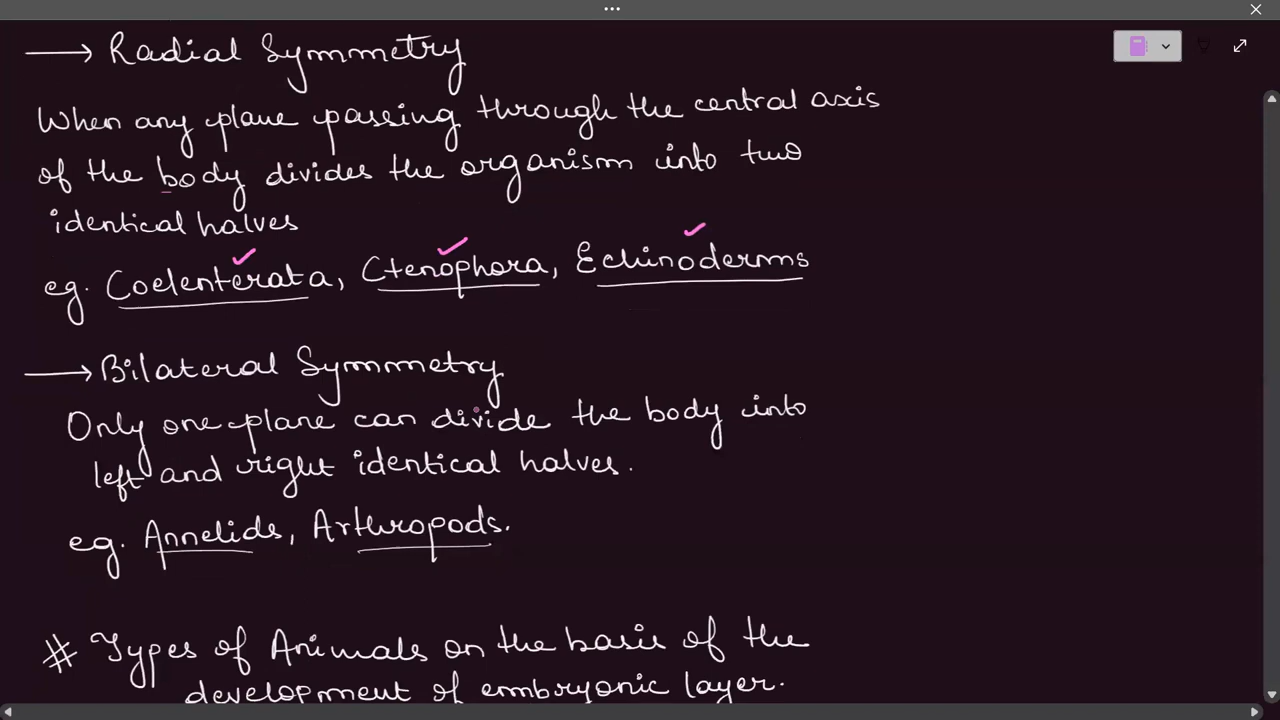 → Radial Symmetry
When any plane passing through the central axis
of the body divides the organism into two
identical halves
eg. Coelenterata, Ctenophora, Echinoderms
→ Bilateral Symmetry
Only one plane can divide the body into
left and right identical halves.
eg. Annelids, Arthropods.
# Types of Animals on the basis of the
development of embryonic layer.